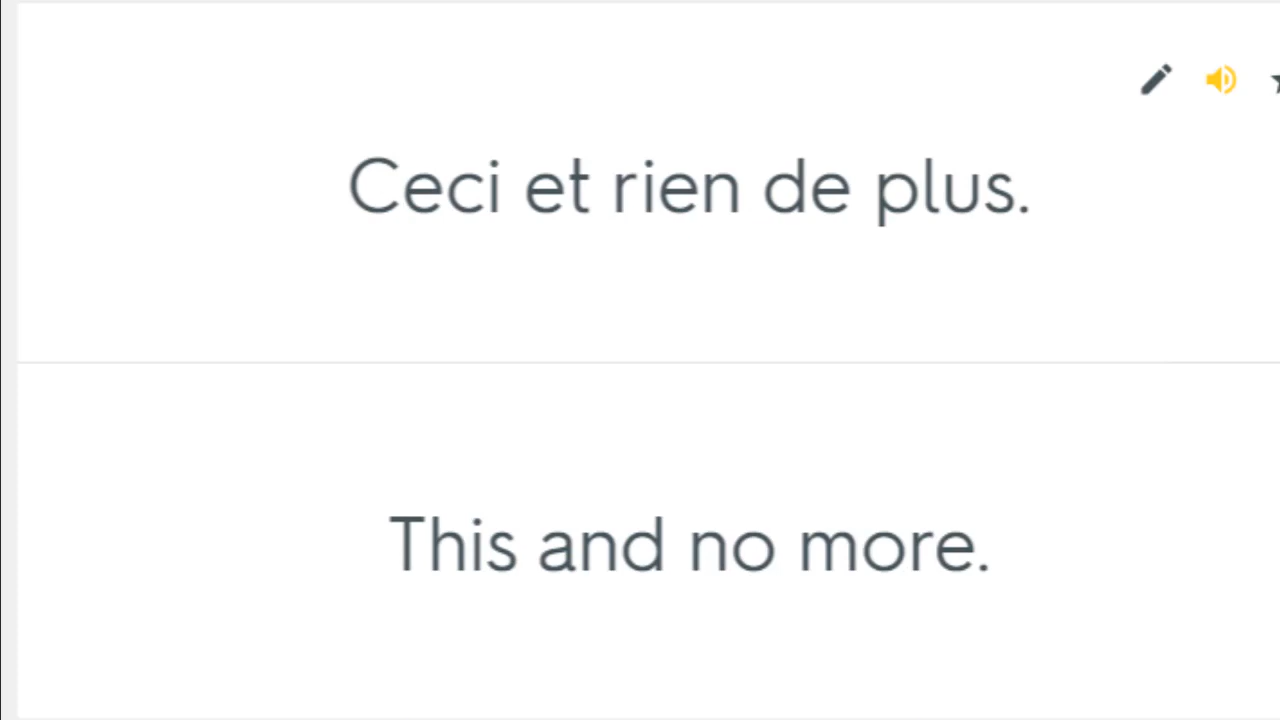 Ceci et rien de plus.
This and no more.